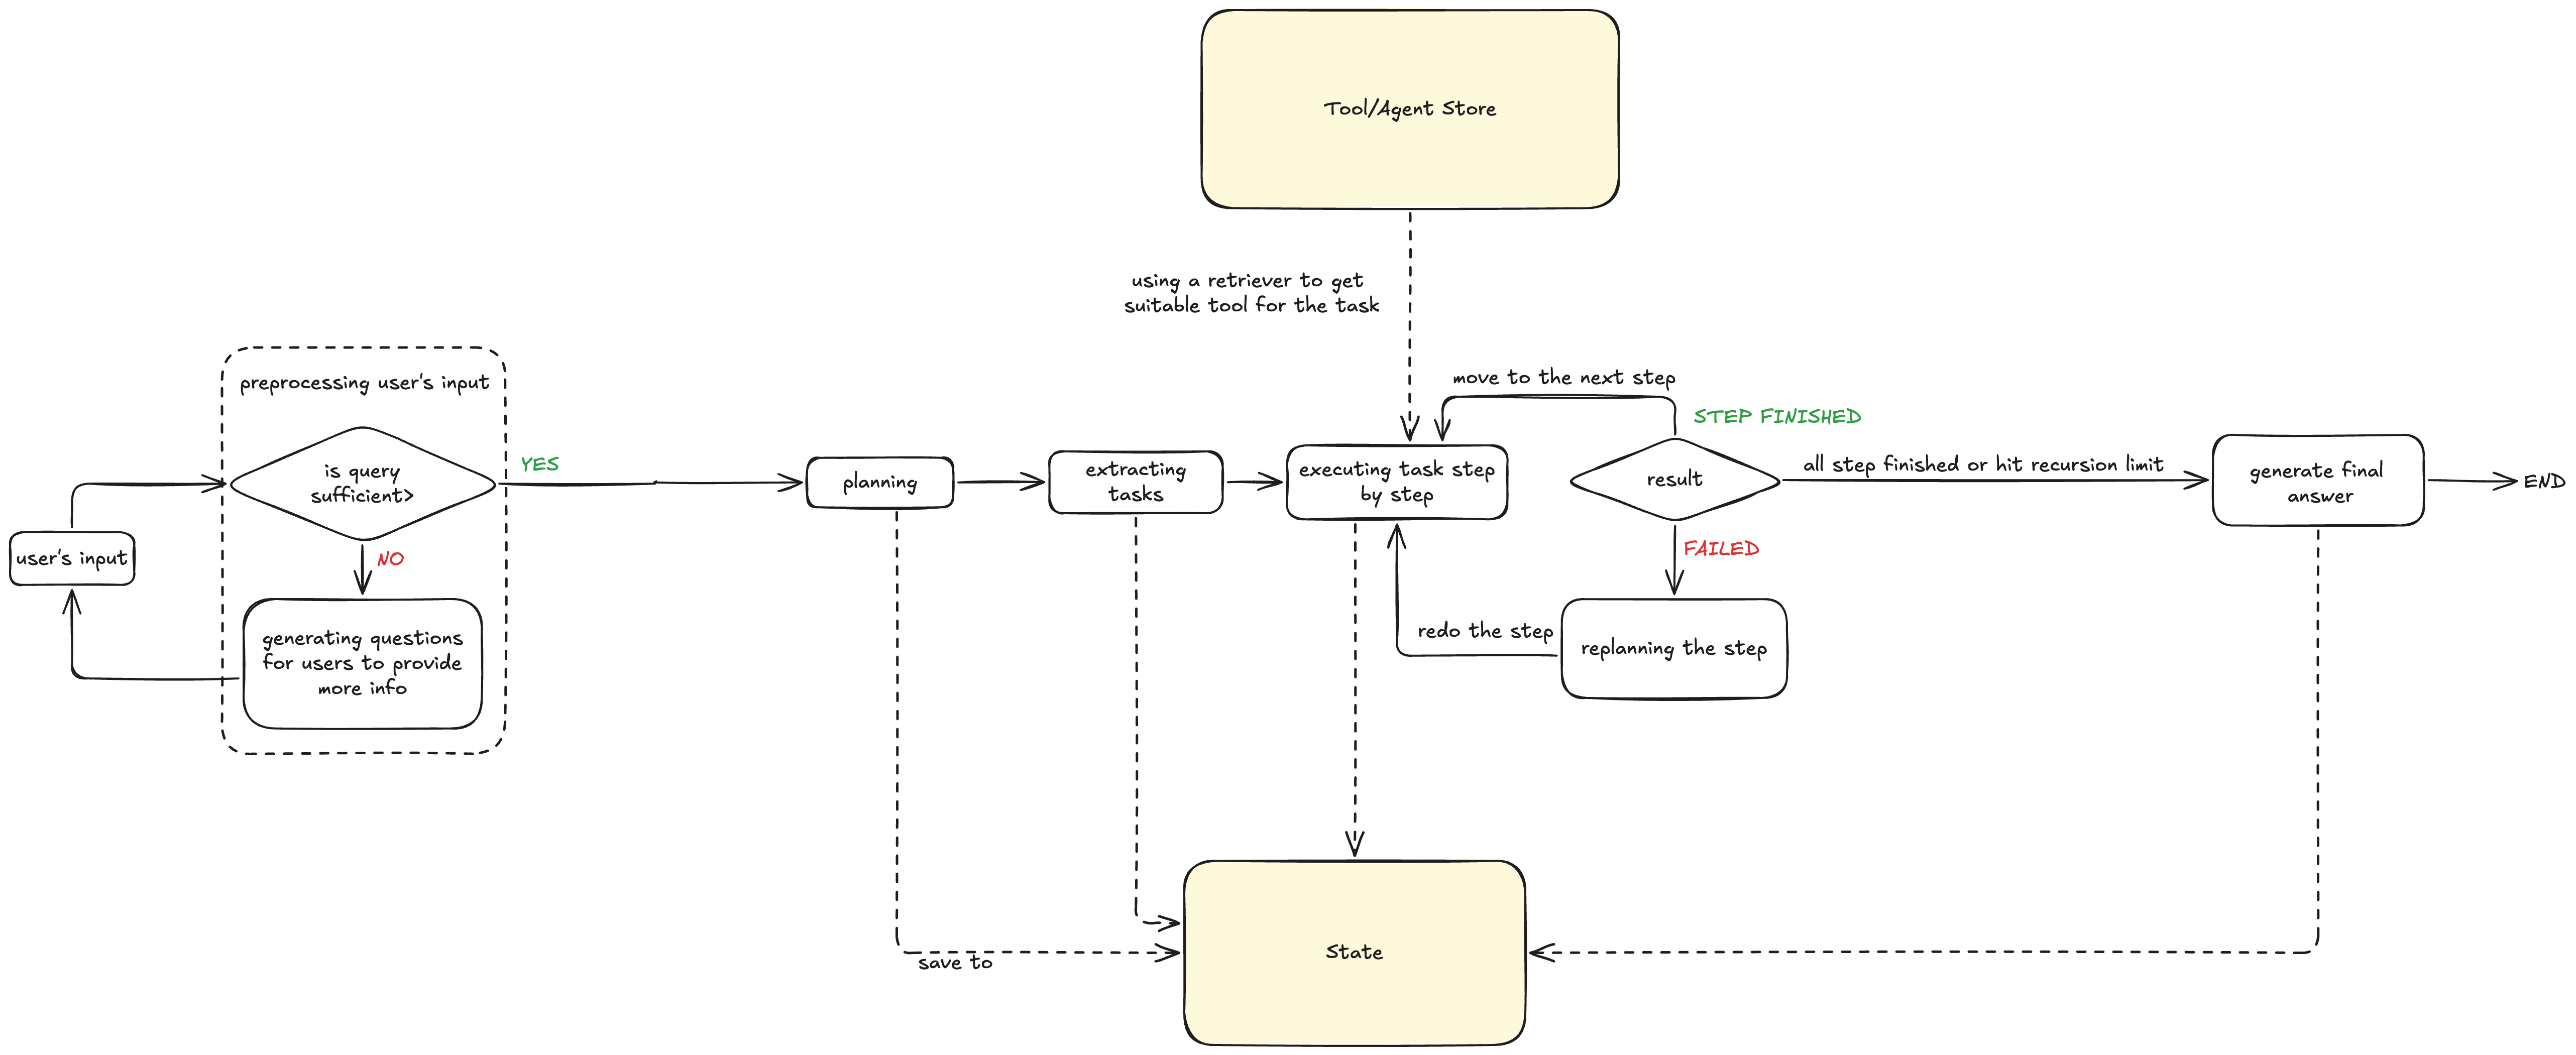 Tool/Agent Store
using a retriever to get
suitable tool for the task
preprocessing user's input
is query
sufficient>
YES
NO
user's input
generating questions
for users to provide
more info
planning
extracting
tasks
executing task step
by step
move to the next step
STEP FINISHED
result
all step finished or hit recursion limit
FAILED
redo the step
replanning the step
generate final
answer
END
save to
State